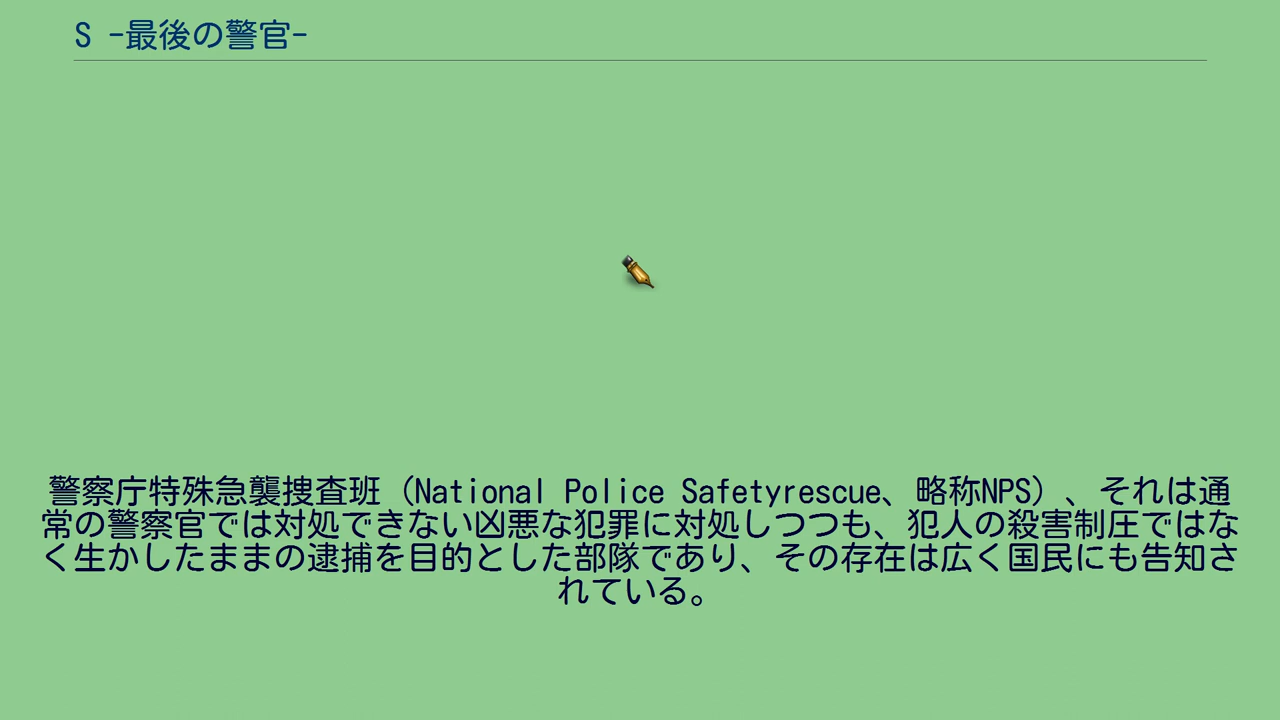 S -最後の警官-
警察庁特殊急襲捜査班（National Police Safetyrescue、略称NPS）、それは通
常の警察官では対処できない凶悪な犯罪に対処しつつも、犯人の殺害制圧ではな
く生かしたままの逮捕を目的とした部隊であり、その存在は広く国民にも告知さ
れている。